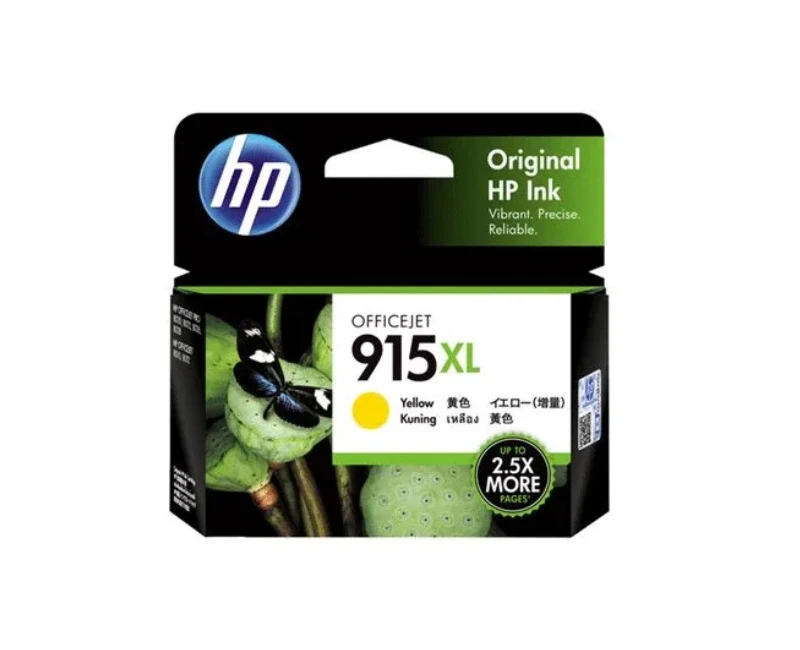 hp
Original
HP Ink
Vibrant. Precise.
Reliable.
OFFICEJET
915XL
Yellow 黄色 イエロー(増量)
Kuning เหลือง 黃色
UP TO
2.5X
MORE
PAGES*